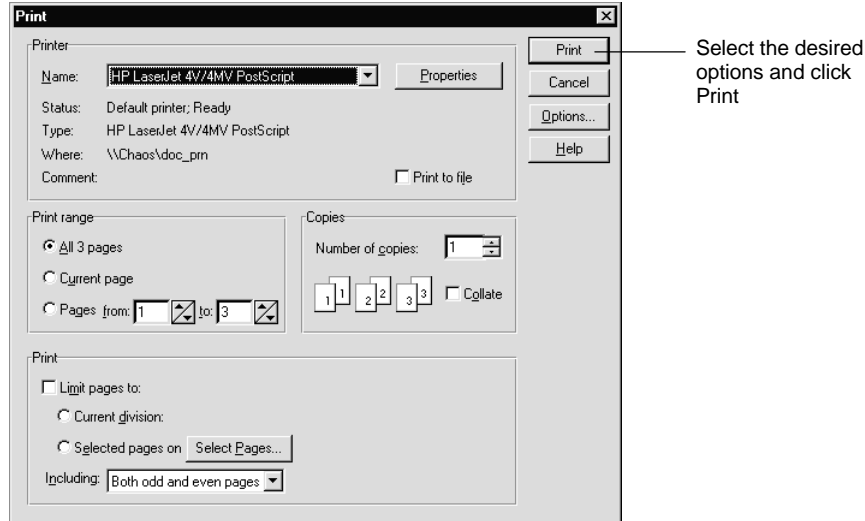 Print
Printer
Name: HP LaserJet 4V/4MV PostScript Properties
Status: Default printer; Ready
Type: HP LaserJet 4V/4MV PostScript
Where: \\Chaos\doc_prn
Comment: Print to file
Print
Cancel
Options...
Help
Select the desired
options and click
Print
Print range
All 3 pages
Current page
Pages from: 1 to: 3
Copies
Number of copies: 1
1 1 2 2 3 3 Collate
Print
Limit pages to:
Current division:
Selected pages on Select Pages...
Including: Both odd and even pages